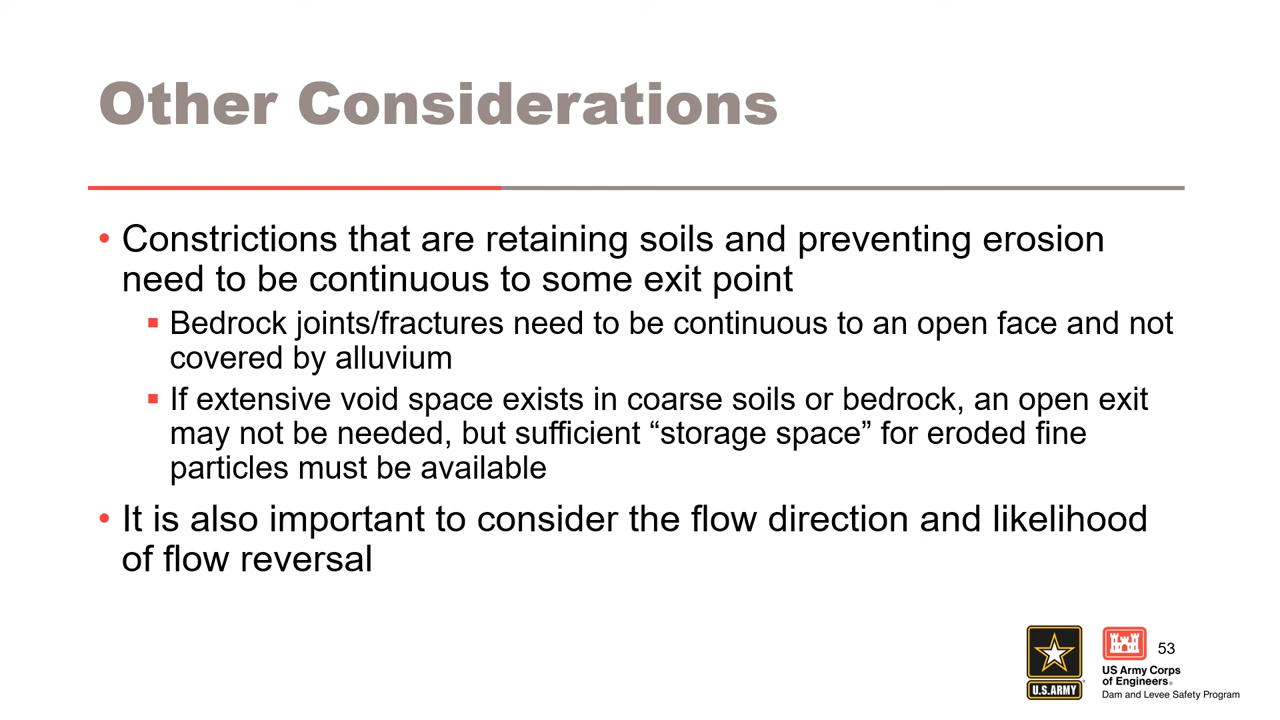 Other Considerations
• Constrictions that are retaining soils and preventing erosion
need to be continuous to some exit point
▪ Bedrock joints/fractures need to be continuous to an open face and not
covered by alluvium
▪ If extensive void space exists in coarse soils or bedrock, an open exit
may not be needed, but sufficient “storage space” for eroded fine
particles must be available
• It is also important to consider the flow direction and likelihood
of flow reversal
U.S.ARMY
53
US Army Corps
of Engineers®
Dam and Levee Safety Program